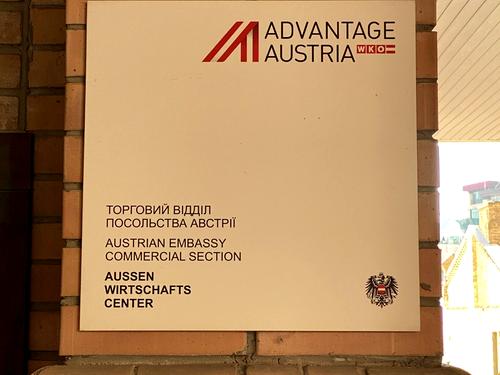 ADVANTAGE
AUSTRIA WKO
ТОРГОВИЙ ВІДДІЛ
ПОСОЛЬСТВА АВСТРІЇ
AUSTRIAN EMBASSY
COMMERCIAL SECTION
AUSSEN
WIRTSCHAFTS
CENTER